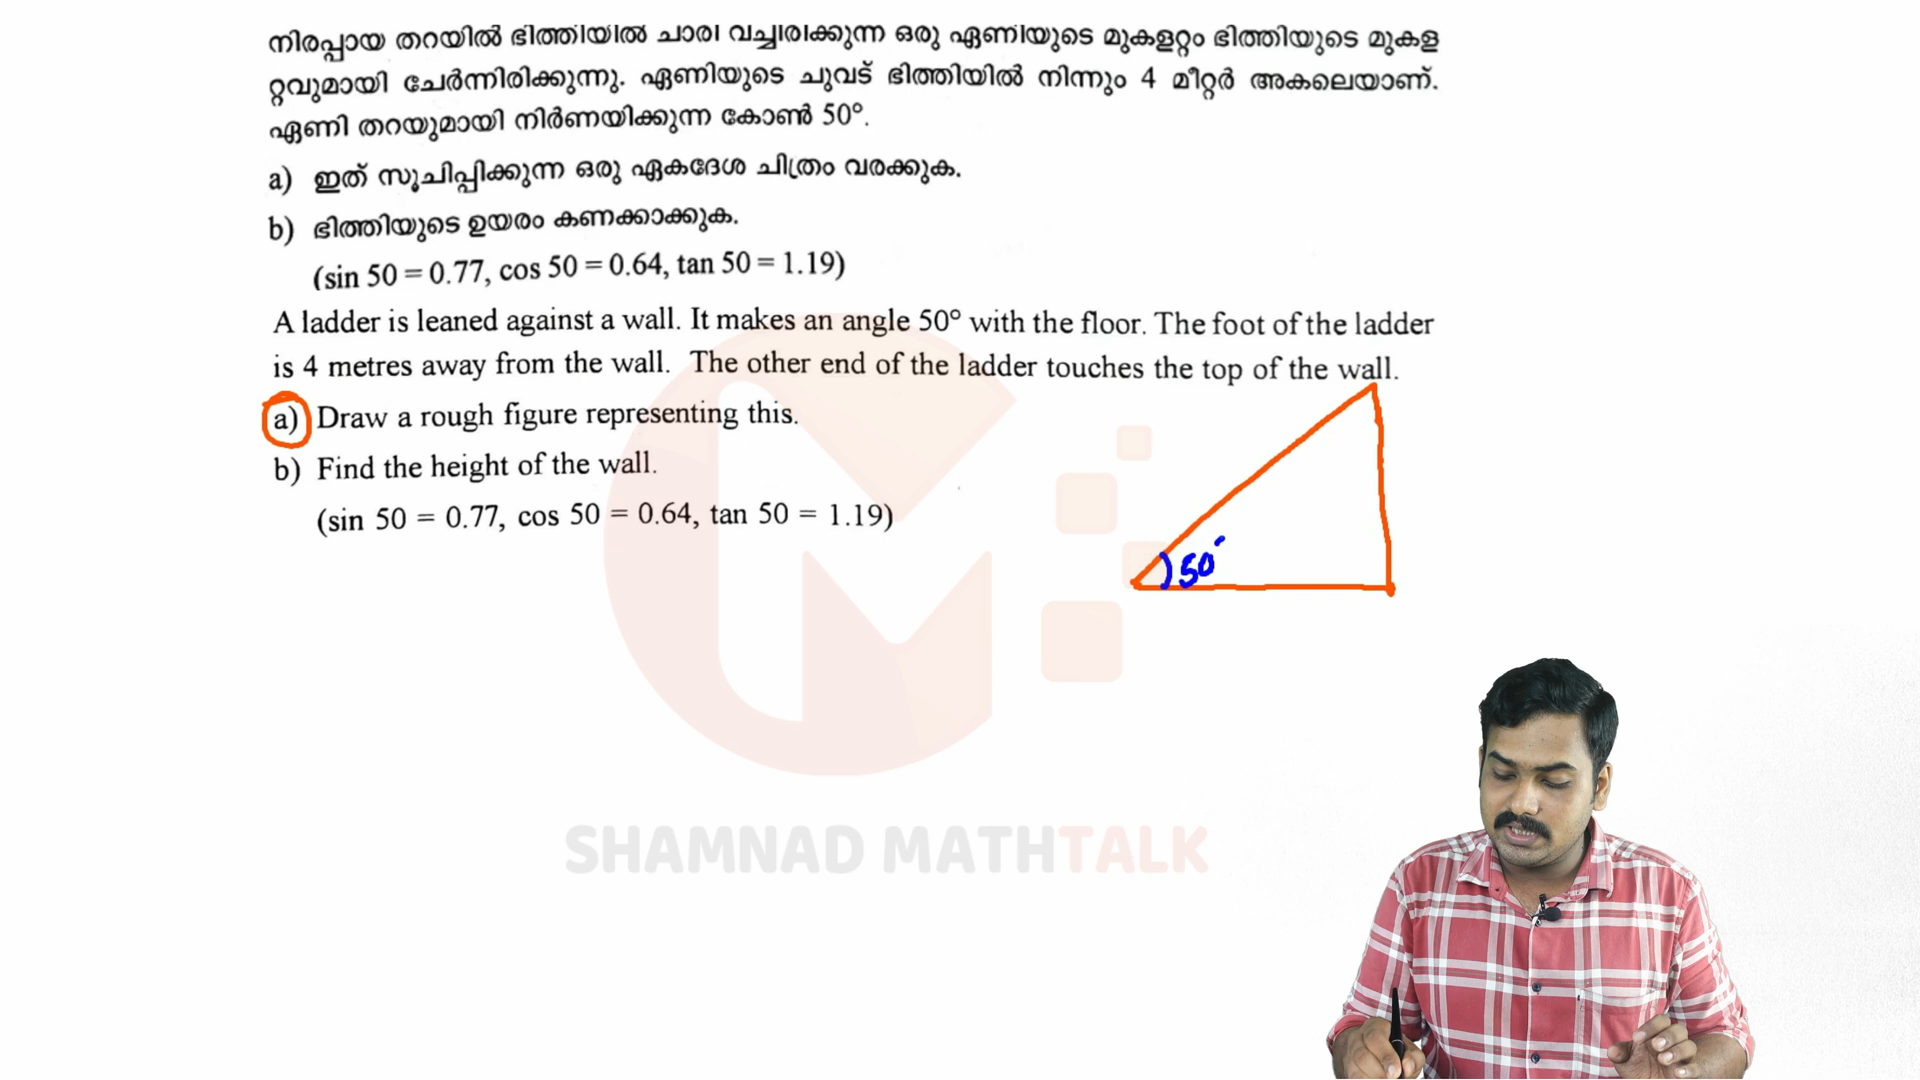 നിരപ്പായ തറയിൽ ഭിത്തിയിൽ ചാരി വച്ചിരിക്കുന്ന ഒരു ഏണിയുടെ മുകളറ്റം ഭിത്തിയുടെ മുകള
റ്റവുമായി ചേർന്നിരിക്കുന്നു. ഏണിയുടെ ചുവട് ഭിത്തിയിൽ നിന്നും 4 മീറ്റർ അകലെയാണ്.
ഏണി തറയുമായി നിർണയിക്കുന്ന കോൺ 50°.
a) ഇത് സൂചിപ്പിക്കുന്ന ഒരു ഏകദേശ ചിത്രം വരക്കുക.
b) ഭിത്തിയുടെ ഉയരം കണക്കാക്കുക.
(sin 50 = 0.77, cos 50 = 0.64, tan 50 = 1.19)
A ladder is leaned against a wall. It makes an angle 50° with the floor. The foot of the ladder
is 4 metres away from the wall. The other end of the ladder touches the top of the wall.
a) Draw a rough figure representing this.
b) Find the height of the wall.
(sin 50 = 0.77, cos 50 = 0.64, tan 50 = 1.19)
50°
SHAMNAD MATHTALK